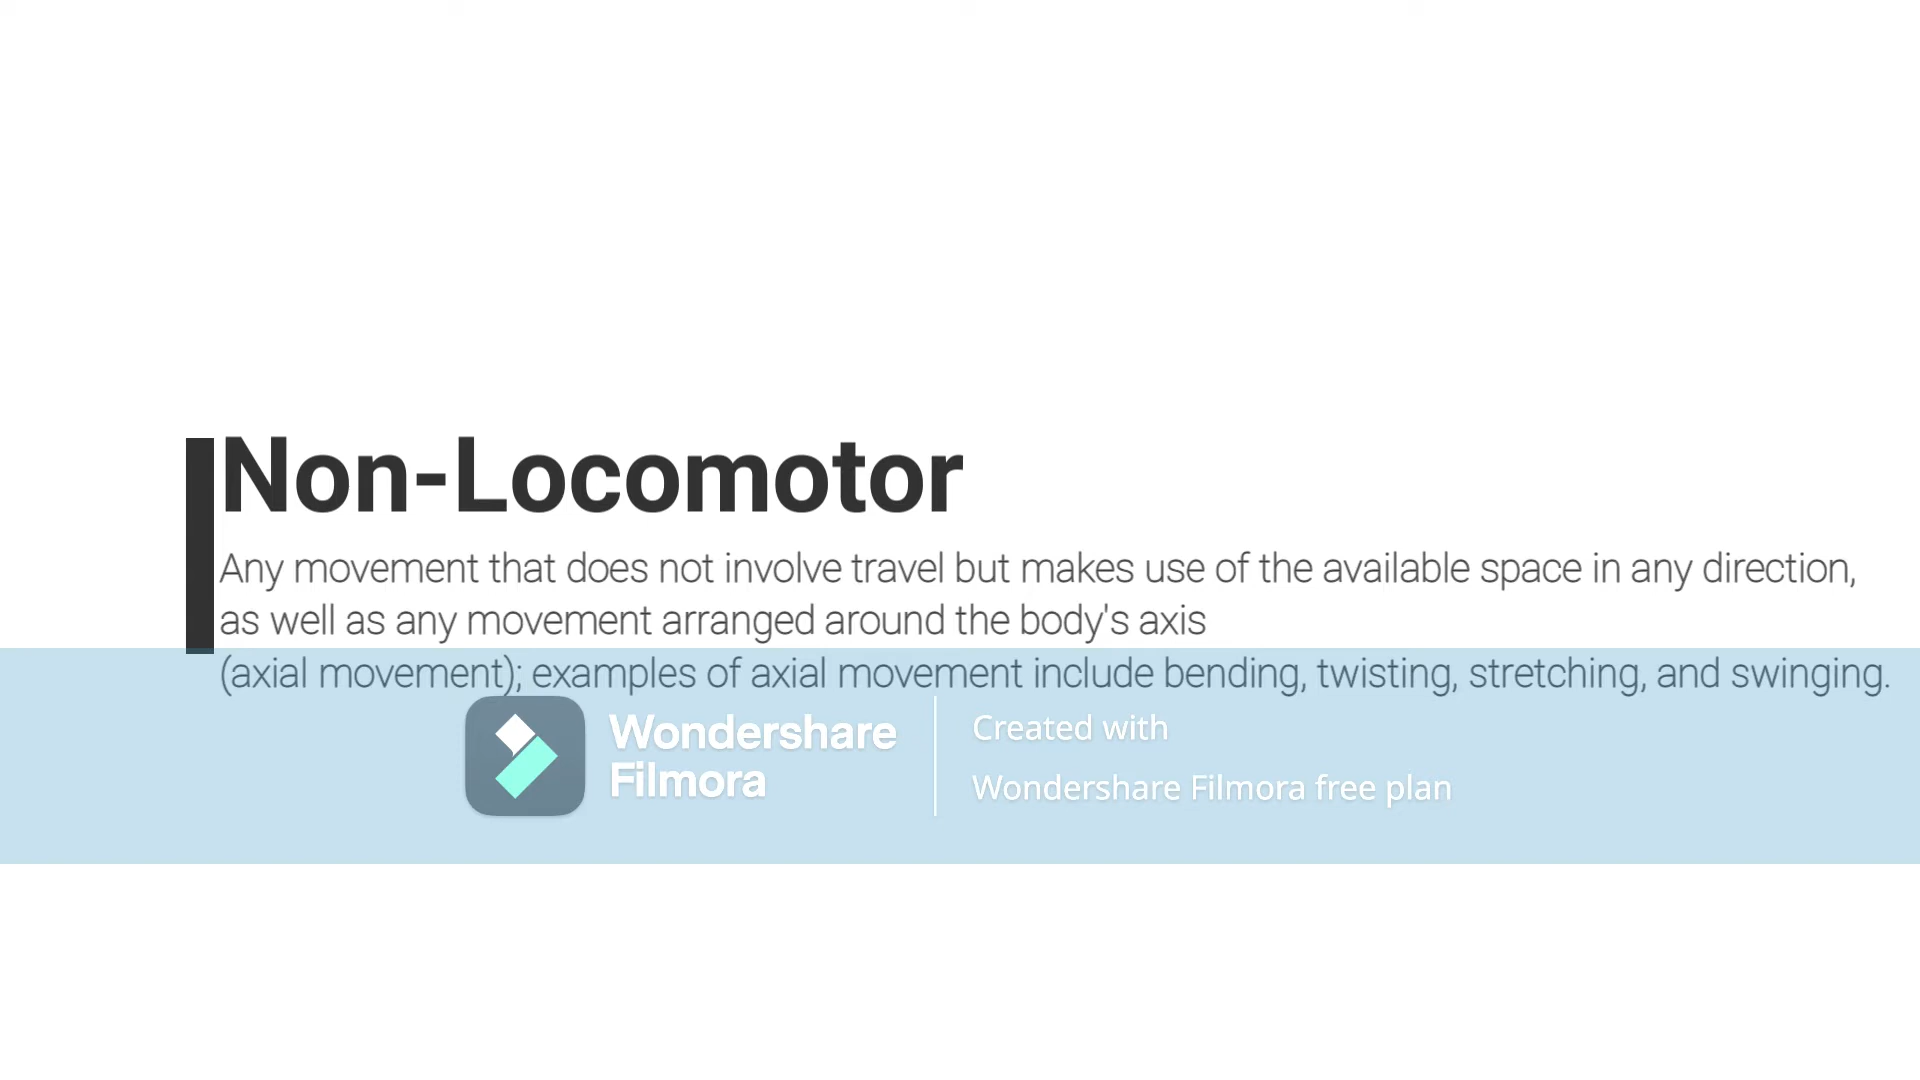 Non-Locomotor
Any movement that does not involve travel but makes use of the available space in any direction,
as well as any movement arranged around the body's axis
(axial movement); examples of axial movement include bending, twisting, stretching, and swinging.
Wondershare
Filmora
Created with
Wondershare Filmora free plan